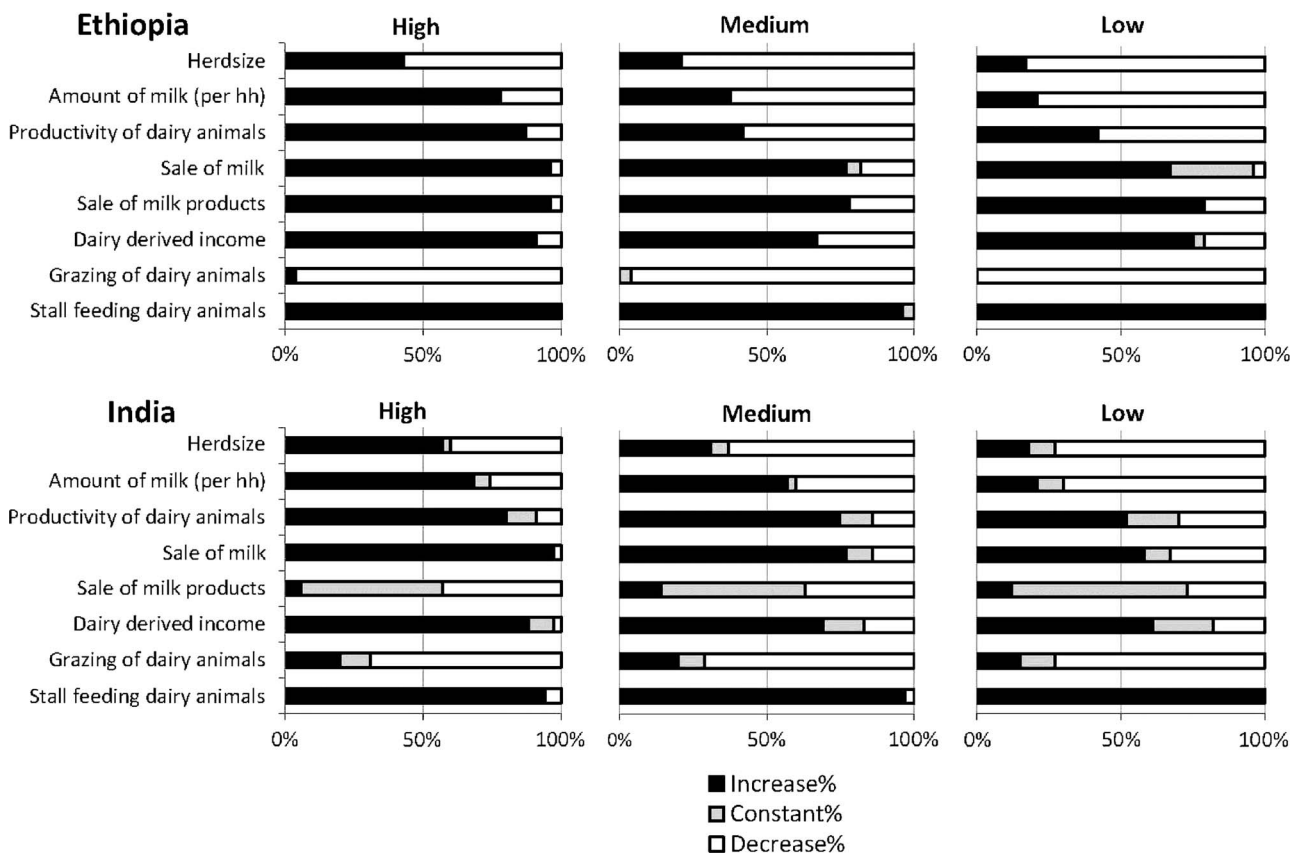 Ethiopia
High Medium Low
Herdsize
Amount of milk (per hh)
Productivity of dairy animals
Sale of milk
Sale of milk products
Dairy derived income
Grazing of dairy animals
Stall feeding dairy animals
0% 50% 100% 0% 50% 100% 0% 50% 100%
India
High Medium Low
Herdsize
Amount of milk (per hh)
Productivity of dairy animals
Sale of milk
Sale of milk products
Dairy derived income
Grazing of dairy animals
Stall feeding dairy animals
0% 50% 100% 0% 50% 100% 0% 50% 100%
Increase%
Constant%
Decrease%